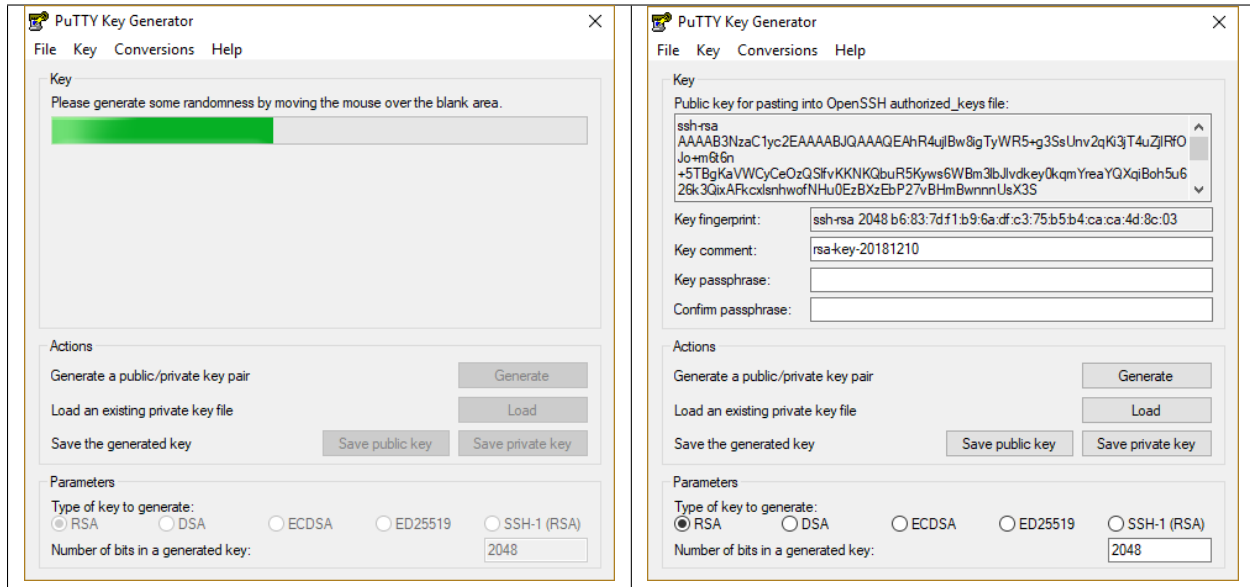 PuTTY Key Generator
File Key Conversions Help
Key
Please generate some randomness by moving the mouse over the blank area.
Actions
Generate a public/private key pair
Generate
Load an existing private key file
Load
Save the generated key
Save public key
Save private key
Parameters
Type of key to generate:
RSA DSA ECDSA ED25519 SSH-1 (RSA)
Number of bits in a generated key:
2048
PuTTY Key Generator
File Key Conversions Help
Key
Public key for pasting into OpenSSH authorized_keys file:
ssh-rsa
AAAAB3NzaC1yc2EAAAABJQAAAQEAhR4ujlBw8igTyWR5+g3SsUnv2qKi3jT4uZjlRfO
Jo+m6t6n
+5TBgKaVWCyCeOzQSlfvKKNKQbuR5Kyws6WBm3lbJlvdkey0kqmYreaYQXqiBoh5u6
26k3QixAFkcxlsnhwofNHu0EzBXzEbP27vBHmBwnnnUsX3S
Key fingerprint:
ssh-rsa 2048 b6:83:7d:f1:b9:6a:df:c3:75:b5:b4:ca:ca:4d:8c:03
Key comment:
rsa-key-20181210
Key passphrase:
Confirm passphrase:
Actions
Generate a public/private key pair
Generate
Load an existing private key file
Load
Save the generated key
Save public key
Save private key
Parameters
Type of key to generate:
RSA DSA ECDSA ED25519 SSH-1 (RSA)
Number of bits in a generated key:
2048